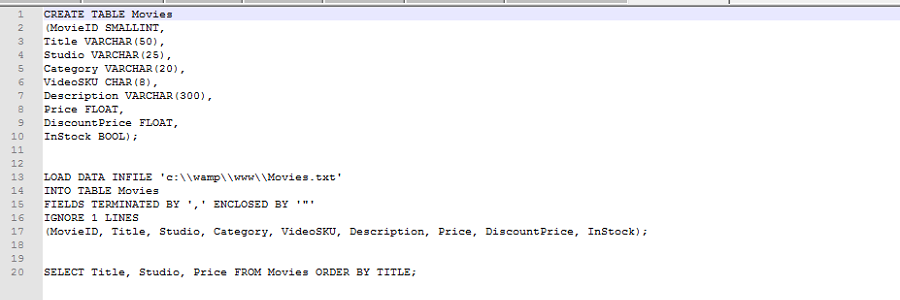 1 CREATE TABLE Movies
2 (MovieID SMALLINT,
3 Title VARCHAR(50),
4 Studio VARCHAR(25),
5 Category VARCHAR(20),
6 VideoSKU CHAR(8),
7 Description VARCHAR(300),
8 Price FLOAT,
9 DiscountPrice FLOAT,
10 InStock BOOL);
11
12
13 LOAD DATA INFILE 'c:\\wamp\\www\\Movies.txt'
14 INTO TABLE Movies
15 FIELDS TERMINATED BY ',' ENCLOSED BY '"'
16 IGNORE 1 LINES
17 (MovieID, Title, Studio, Category, VideoSKU, Description, Price, DiscountPrice, InStock);
18
19
20 SELECT Title, Studio, Price FROM Movies ORDER BY TITLE;